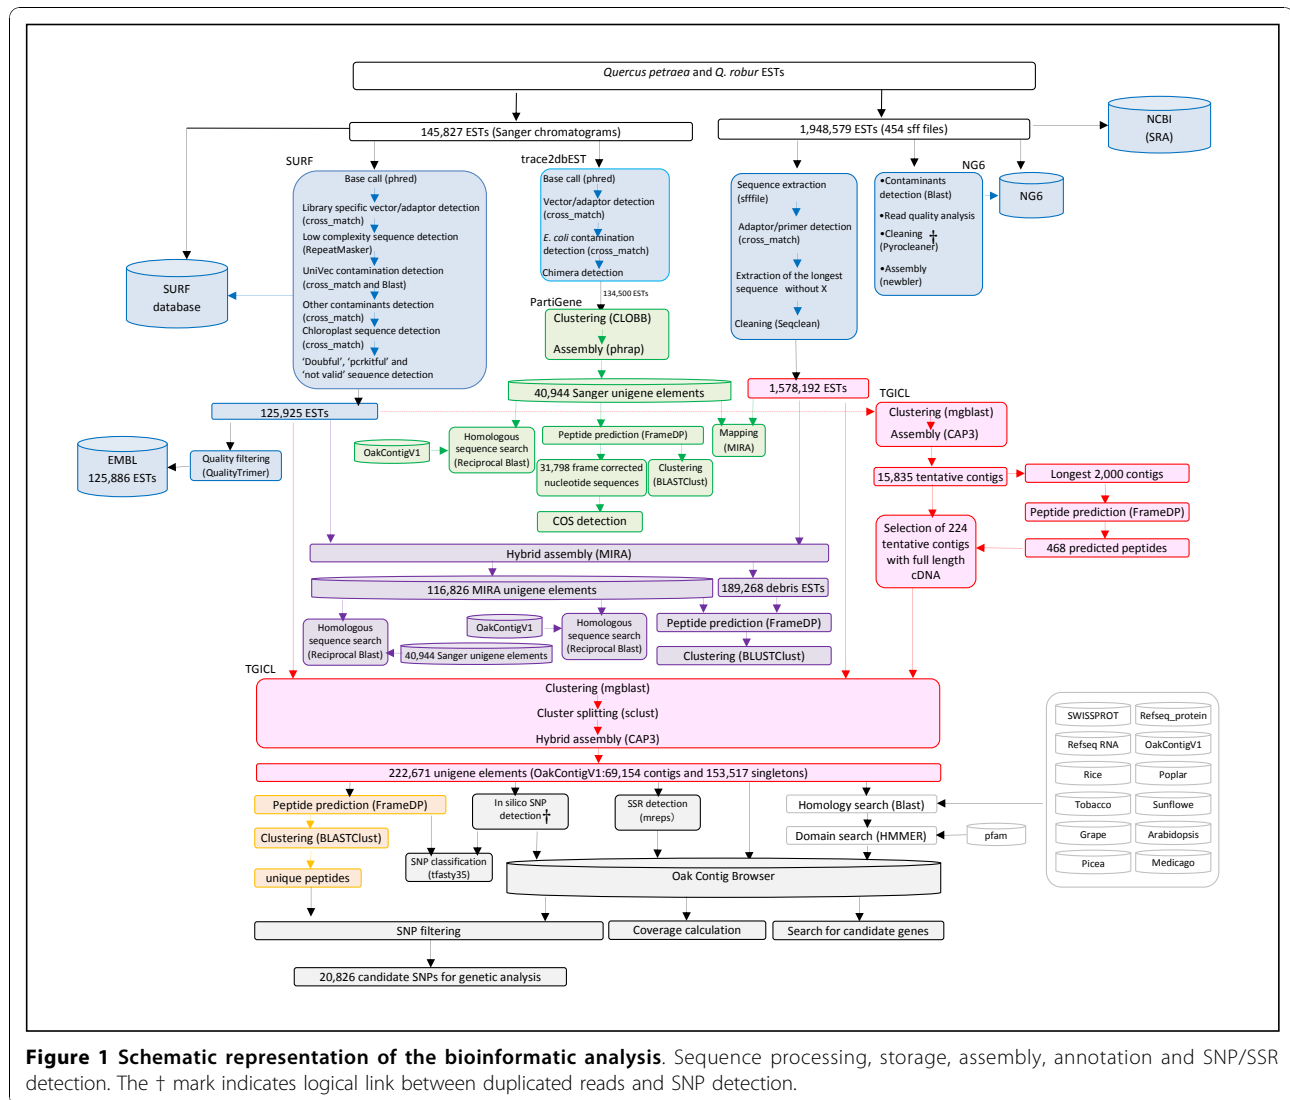 Quercus petraea and Q. robur ESTs
145,827 ESTs (Sanger chromatograms)
1,948,579 ESTs (454 sff files)
NCBI
(SRA)
SURF
Base call (phred)
Library specific vector/adaptor detection
(cross_match)
Low complexity sequence detection
(RepeatMasker)
UniVec contamination detection
(cross_match and Blast)
Other contaminants detection
(cross_match)
Chloroplast sequence detection
(cross_match)
‘Doubful’, ‘pcrkitful’ and
‘not valid’ sequence detection
SURF
database
trace2dbEST
Base call (phred)
Vector/adaptor detection
(cross_match)
E. coli contamination
detection (cross_match)
Chimera detection
134,500 ESTs
Sequence extraction
(sfffile)
Adaptor/primer detection
(cross_match)
Extraction of the longest
sequence without X
Cleaning (Seqclean)
NG6
•Contaminants
detection (Blast)
•Read quality analysis
•Cleaning †
(Pyrocleaner)
•Assembly
(newbler)
NG6
PartiGene
Clustering (CLOBB)
Assembly (phrap)
40,944 Sanger unigene elements
1,578,192 ESTs
125,925 ESTs
EMBL
125,886 ESTs
Quality filtering
(QualityTrimer)
OakContigV1
Homologous
sequence search
(Reciprocal Blast)
Peptide prediction (FrameDP)
31,798 frame corrected
nucleotide sequences
Clustering
(BLASTClust)
COS detection
Mapping
(MIRA)
TGICL
Clustering (mgblast)
Assembly (CAP3)
15,835 tentative contigs
Longest 2,000 contigs
Peptide prediction (FrameDP)
468 predicted peptides
Selection of 224
tentative contigs
with full length
cDNA
Hybrid assembly (MIRA)
116,826 MIRA unigene elements
189,268 debris ESTs
Homologous
sequence search
(Reciprocal Blast)
40,944 Sanger unigene elements
OakContigV1
Homologous
sequence search
(Reciprocal Blast)
Peptide prediction (FrameDP)
Clustering (BLUSTClust)
TGICL
Clustering (mgblast)
Cluster splitting (sclust)
Hybrid assembly (CAP3)
222,671 unigene elements (OakContigV1:69,154 contigs and 153,517 singletons)
Peptide prediction (FrameDP)
Clustering (BLASTClust)
unique peptides
In silico SNP
detection †
SNP classification
(tfasty35)
SSR detection
(mreps)
Homology search (Blast)
Domain search (HMMER)
pfam
SWISSPROT
Refseq_protein
Refseq RNA
OakContigV1
Rice
Poplar
Tobacco
Sunflowe
Grape
Arabidopsis
Picea
Medicago
Oak Contig Browser
SNP filtering
Coverage calculation
Search for candidate genes
20,826 candidate SNPs for genetic analysis
Figure 1 Schematic representation of the bioinformatic analysis. Sequence processing, storage, assembly, annotation and SNP/SSR
detection. The † mark indicates logical link between duplicated reads and SNP detection.